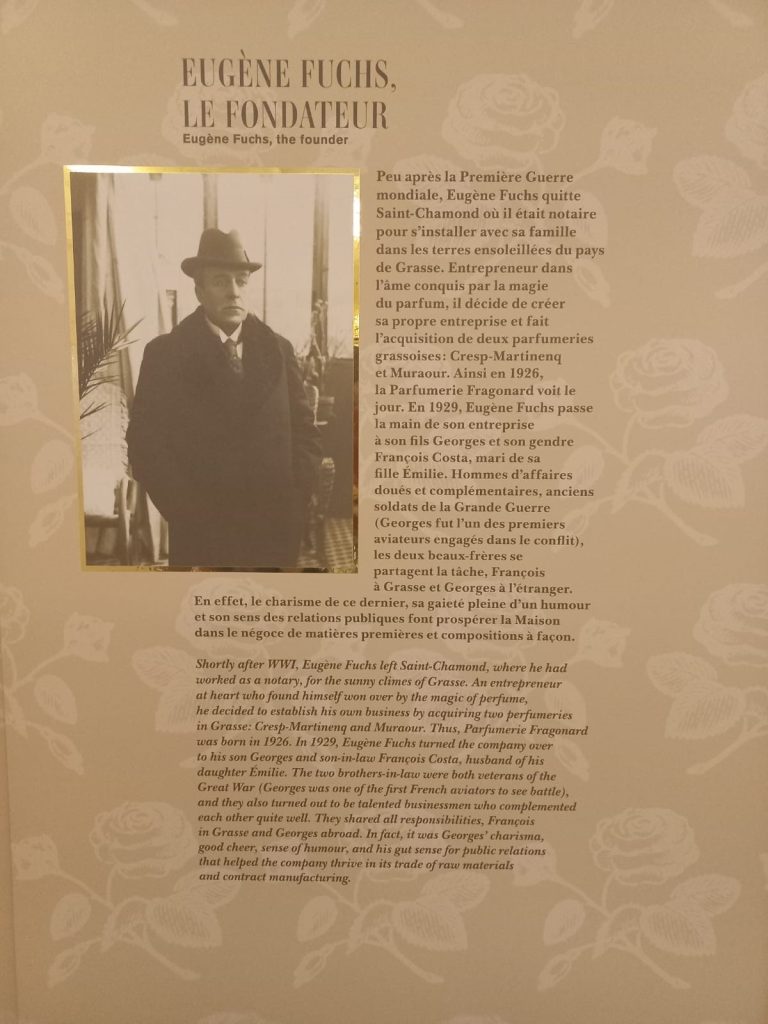 EUGÈNE FUCHS,
LE FONDATEUR
Eugène Fuchs, the founder
Peu après la Première Guerre
mondiale, Eugène Fuchs quitte
Saint-Chamond où il était notaire
pour s'installer avec sa famille
dans les terres ensoleillées du pays
de Grasse. Entrepreneur dans
l'âme conquis par la magie
du parfum, il décide de créer
sa propre entreprise et fait
l'acquisition de deux parfumeries
grassoises: Cresp-Martinenq
et Muraour. Ainsi en 1926,
la Parfumerie Fragonard voit le
jour. En 1929, Eugène Fuchs passe
la main de son entreprise
à son fils Georges et son gendre
François Costa, mari de sa
fille Émilie. Hommes d'affaires
doués et complémentaires, anciens
soldats de la Grande Guerre
(Georges fut l'un des premiers
aviateurs engagés dans le conflit),
les deux beaux-frères se
partagent la tâche, François
à Grasse et Georges à l'étranger.
En effet, le charisme de ce dernier, sa gaieté pleine d'un humour
et son sens des relations publiques font prospérer la Maison
dans le négoce de matières premières et compositions à façon.
Shortly after WWI, Eugène Fuchs left Saint-Chamond, where he had
worked as a notary, for the sunny climes of Grasse. An entrepreneur
at heart who found himself won over by the magic of perfume,
he decided to establish his own business by acquiring two perfumeries
in Grasse: Cresp-Martinenq and Muraour. Thus, Parfumerie Fragonard
was born in 1926. In 1929, Eugène Fuchs turned the company over
to his son Georges and son-in-law François Costa, husband of his
daughter Émilie. The two brothers-in-law were both veterans of the
Great War (Georges was one of the first French aviators to see battle),
and they also turned out to be talented businessmen who complemented
each other quite well. They shared all responsibilities, François
in Grasse and Georges abroad. In fact, it was Georges' charisma,
good cheer, sense of humour, and his gut sense for public relations
that helped the company thrive in its trade of raw materials
and contract manufacturing.